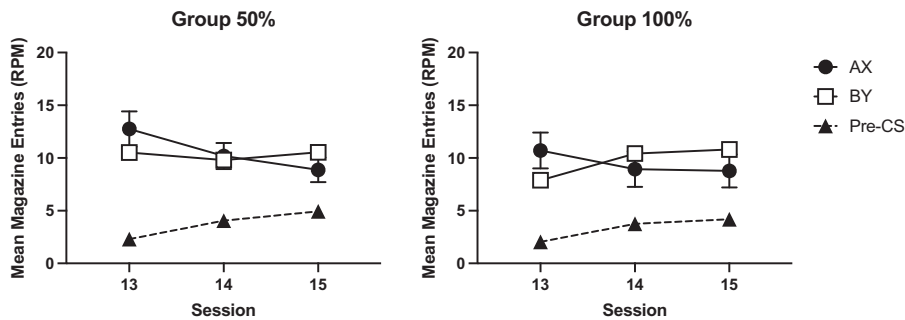 Group 50%
Mean Magazine Entries (RPM)
20
15
10
5
0
13 14 15
Session
Group 100%
Mean Magazine Entries (RPM)
20
15
10
5
0
13 14 15
Session
AX
BY
Pre-CS